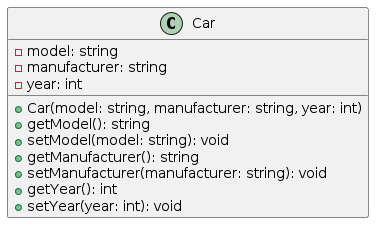 C Car
model: string
manufacturer: string
year: int
Car(model: string, manufacturer: string, year: int)
getModel(): string
setModel(model: string): void
getManufacturer(): string
setManufacturer(manufacturer: string): void
getYear(): int
setYear(year: int): void